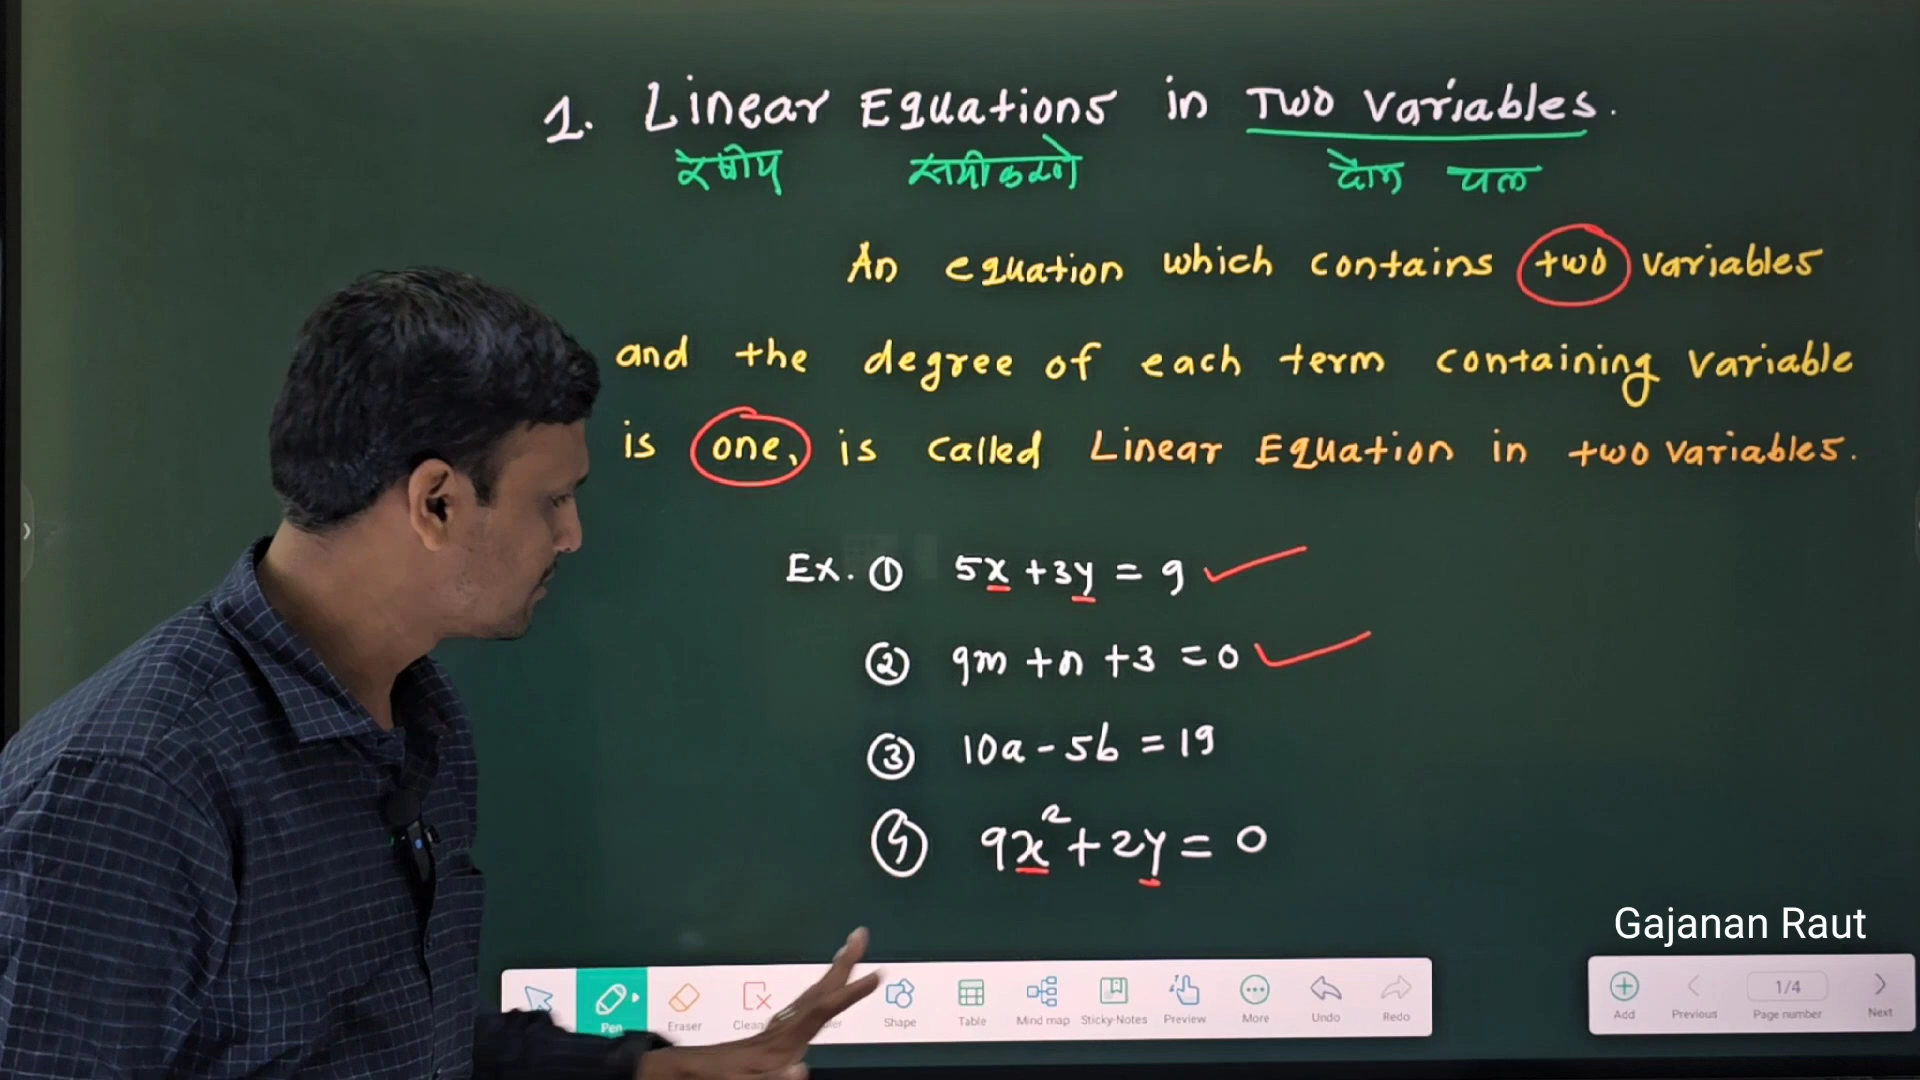 1. Linear Equations in Two Variables.
रेषीय समीकरणे दोन चल
An equation which contains two variables
and the degree of each term containing variable
is one, is called Linear Equation in two variables.
Ex. ① 5x + 3y = 9
② 9m + n + 3 = 0
③ 10a - 5b = 19
④ 9x² + 2y = 0
Gajanan Raut
Pen Eraser Clean Shape Table Mind map Sticky-Notes Preview More Undo Redo
Add Previous 1/4 Page number Next